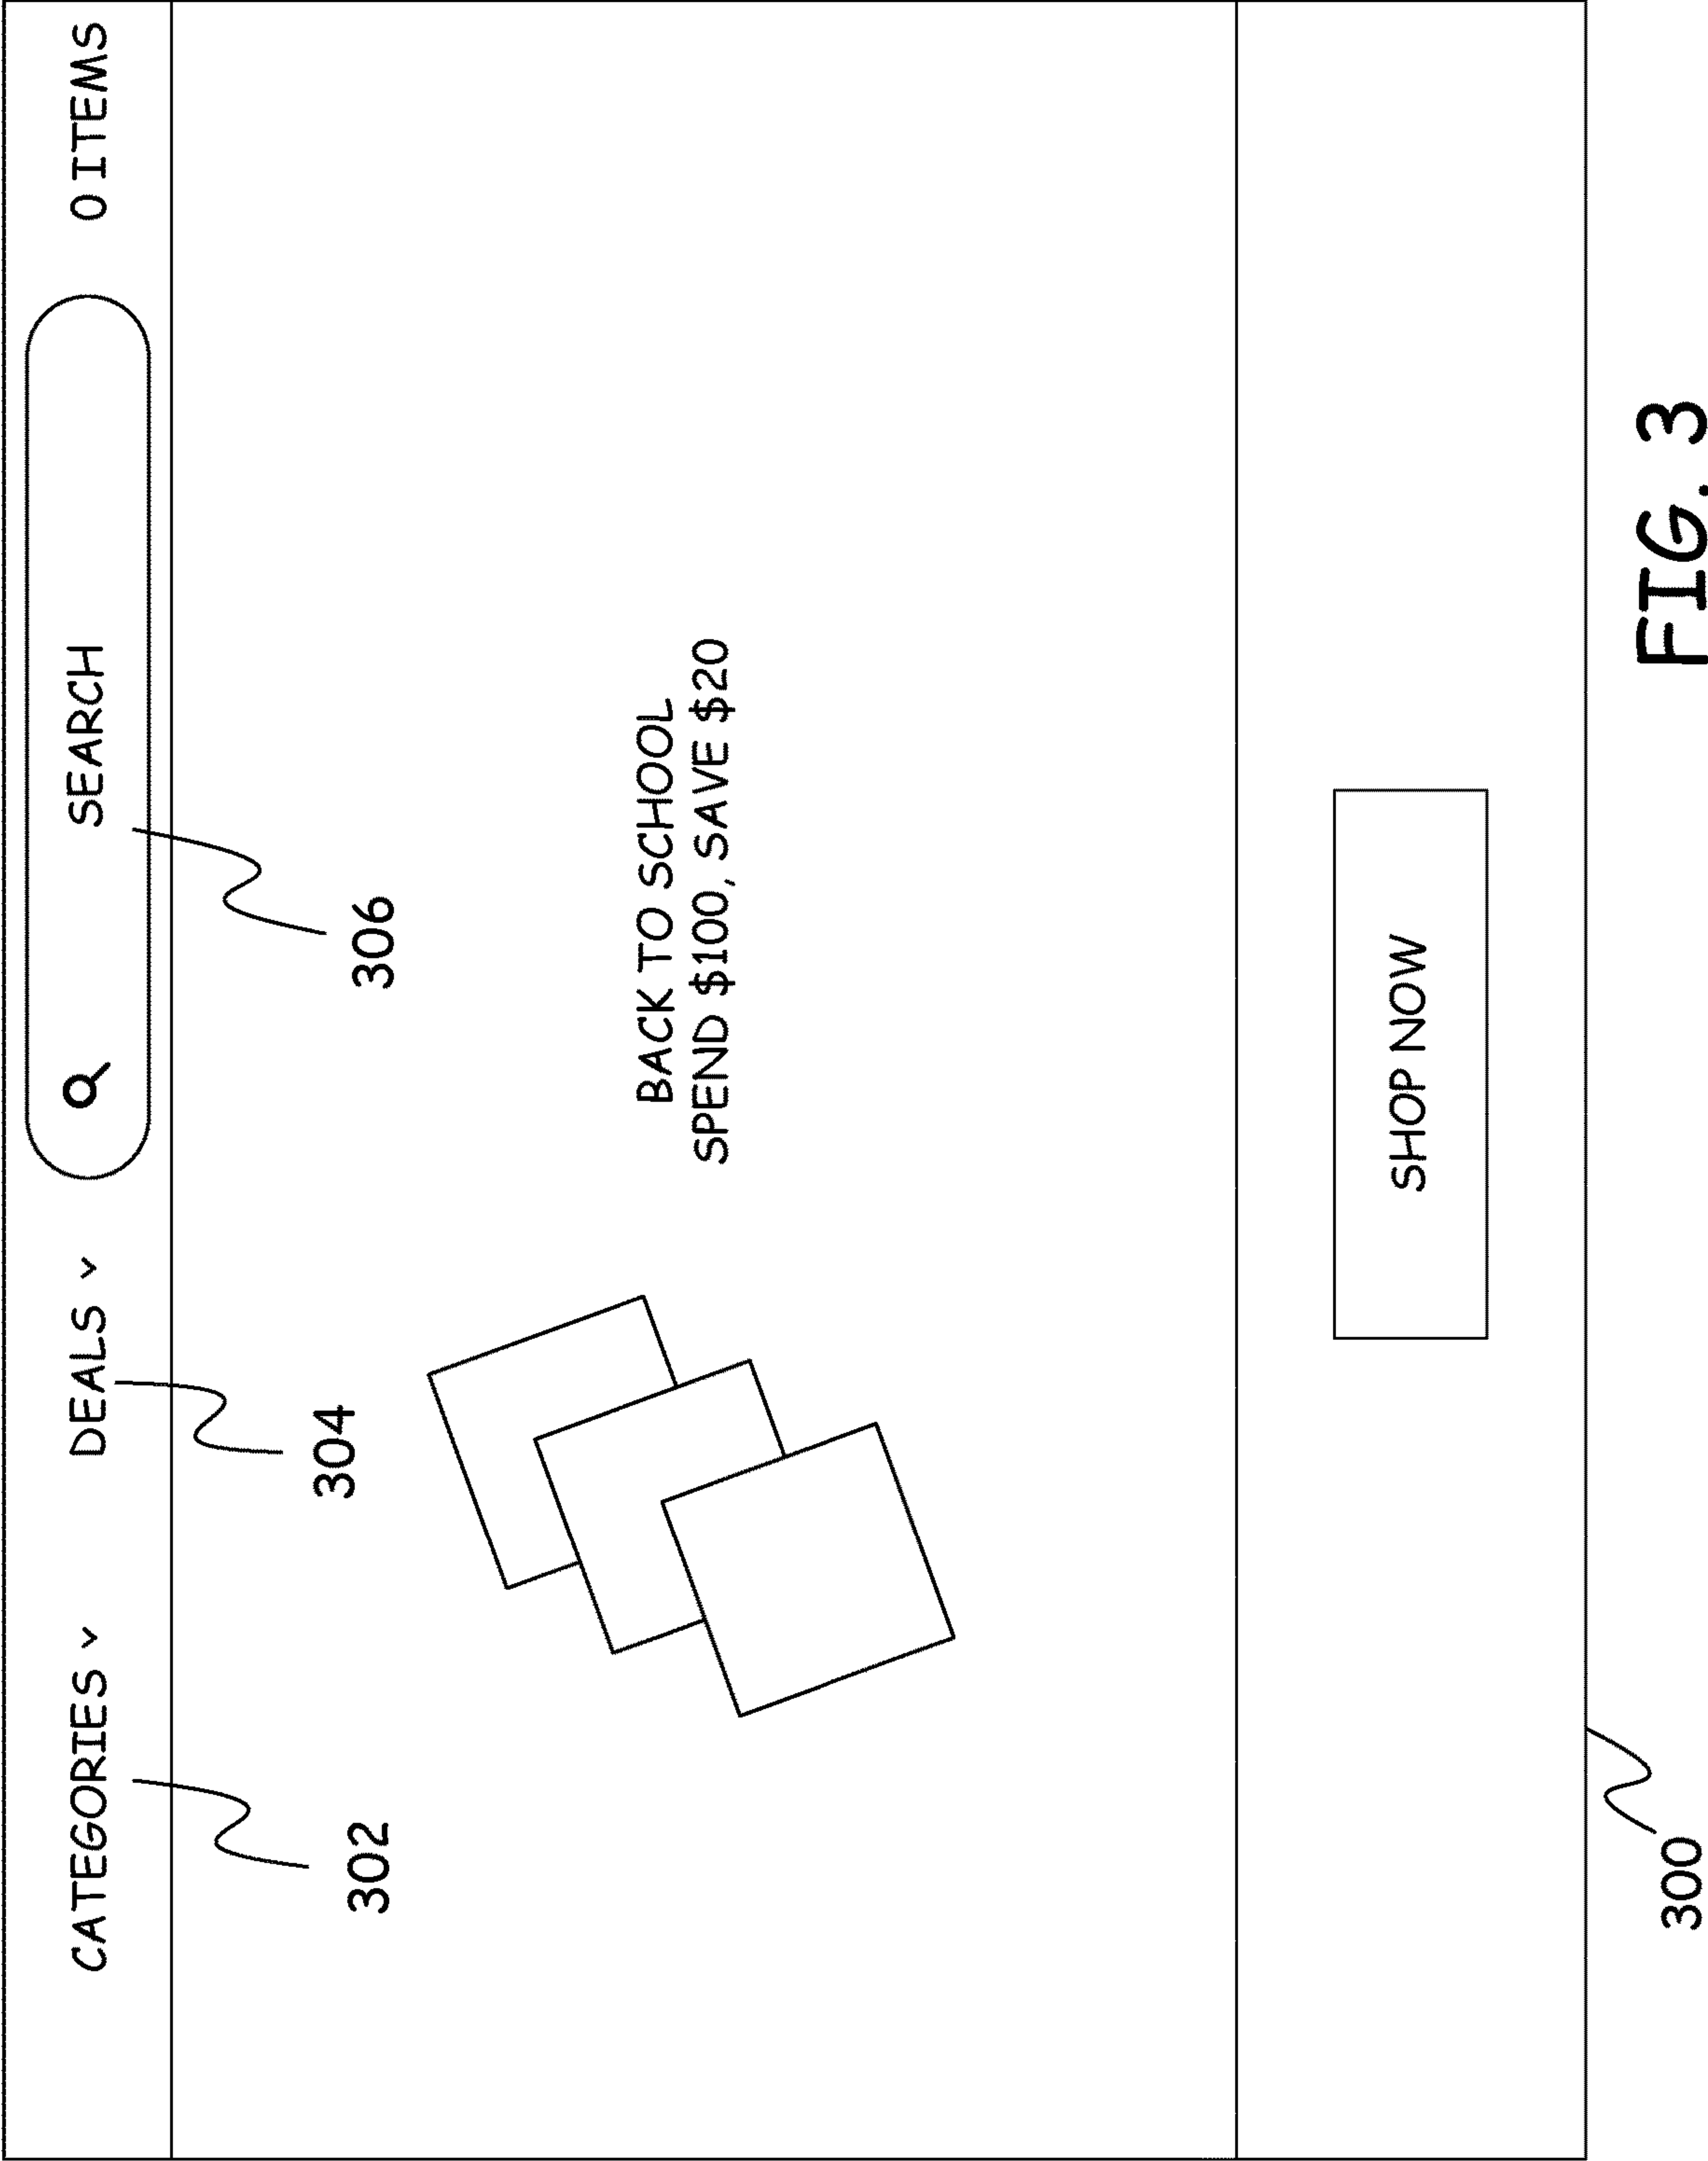 CATEGORIES v DEALS v SEARCH 0 ITEMS
302
304
306
BACK TO SCHOOL
SPEND $100, SAVE $20
SHOP NOW
300
FIG. 3